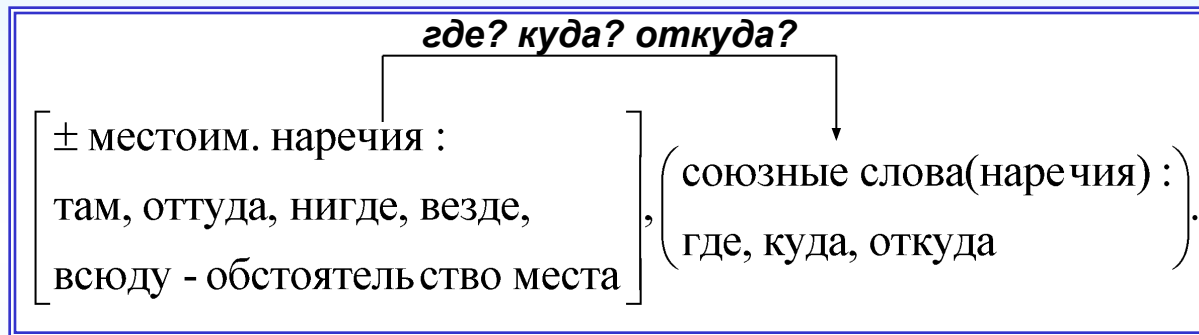 где? куда? откуда?
± местоим. наречия :
там, оттуда, нигде, везде,
всюду - обстоятельство места
,
союзные слова(наречия) :
где, куда, откуда
.